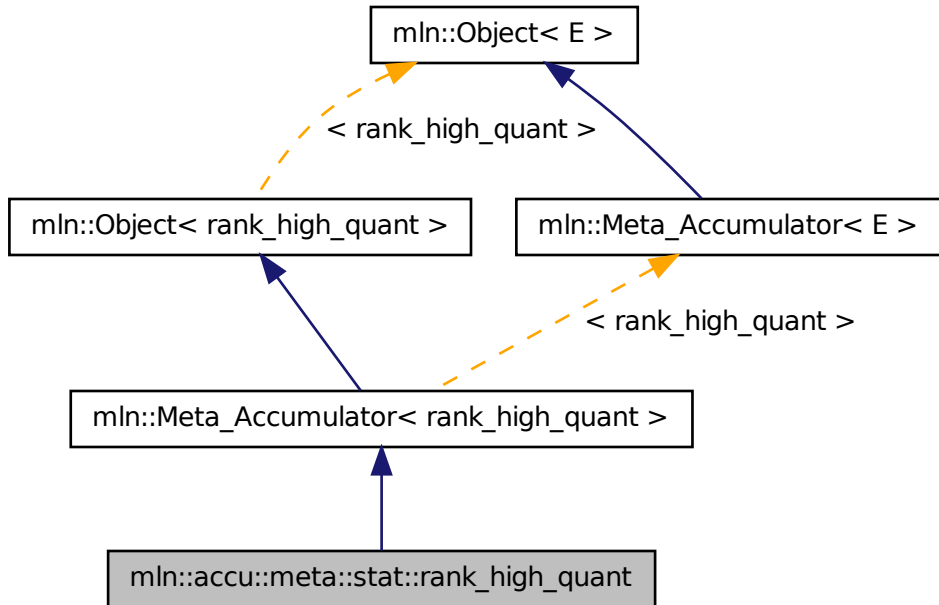 mln::Object< E >
< rank_high_quant >
mln::Object< rank_high_quant >
mln::Meta_Accumulator< E >
< rank_high_quant >
mln::Meta_Accumulator< rank_high_quant >
mln::accu::meta::stat::rank_high_quant